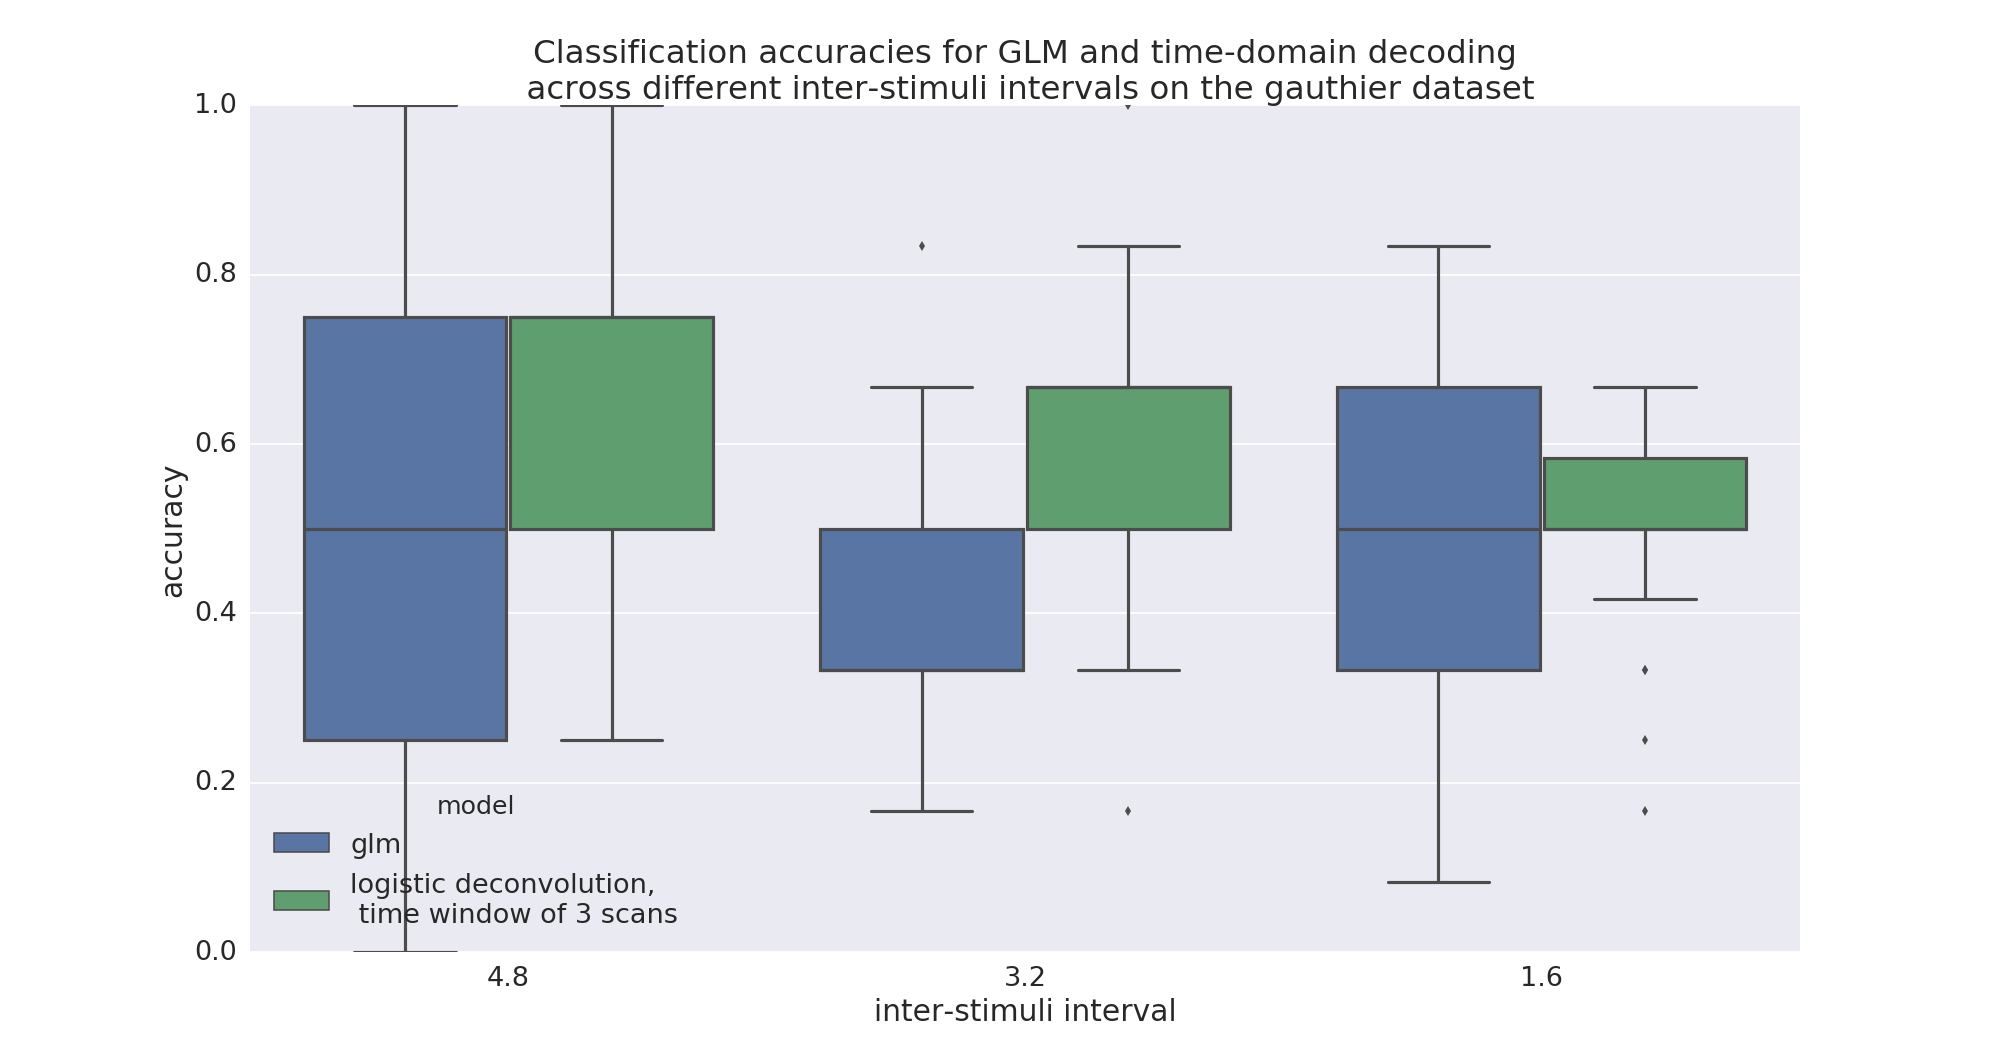 Classification accuracies for GLM and time-domain decoding
across different inter-stimuli intervals on the gauthier dataset
1.0
0.8
0.6
0.4
0.2
0.0
accuracy
model
glm
logistic deconvolution,
time window of 3 scans
4.8
3.2
1.6
inter-stimuli interval